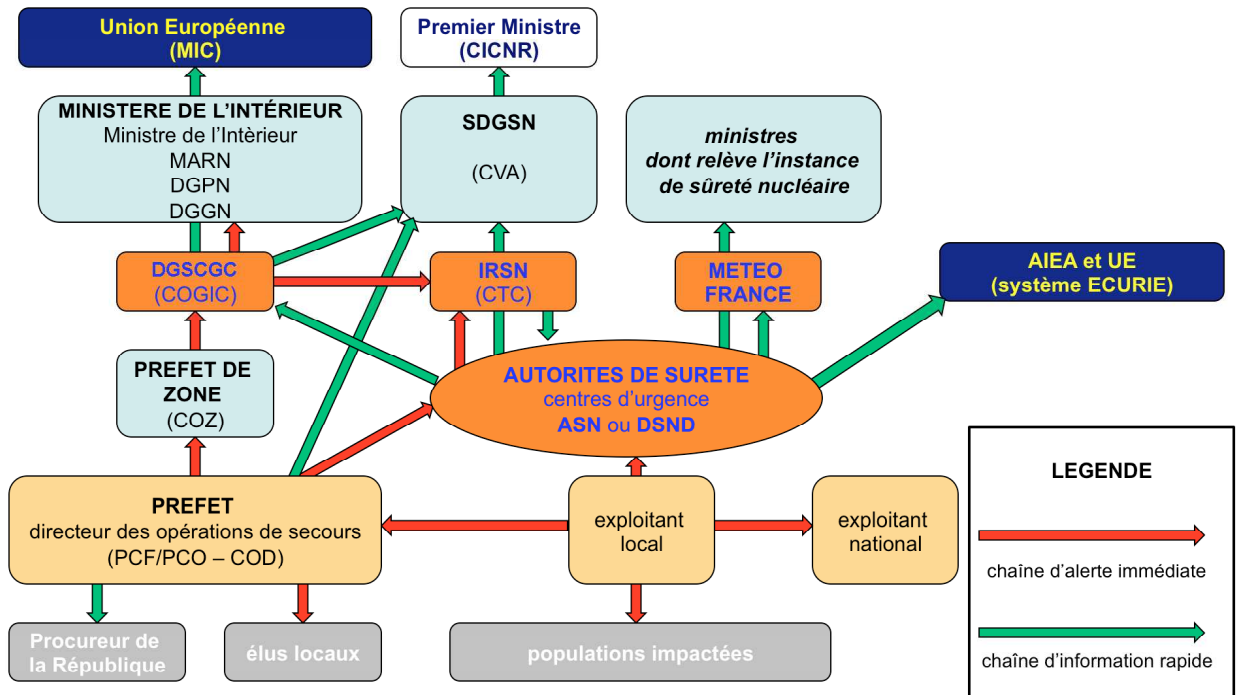 Union Européenne
(MIC)
Premier Ministre
(CICNR)
MINISTERE DE L'INTÉRIEUR
Ministre de l'Intèrieur
MARN
DGPN
DGGN
SDGSN
(CVA)
ministres
dont relève l'instance
de sûreté nucléaire
DGSCGC
(COGIC)
IRSN
(CTC)
METEO
FRANCE
AIEA et UE
(système ECURIE)
PREFET DE
ZONE
(COZ)
AUTORITES DE SURETE
centres d'urgence
ASN ou DSND
PREFET
directeur des opérations de secours
(PCF/PCO – COD)
exploitant
local
exploitant
national
Procureur de
la République
élus locaux
populations impactées
LEGENDE
chaîne d'alerte immédiate
chaîne d'information rapide